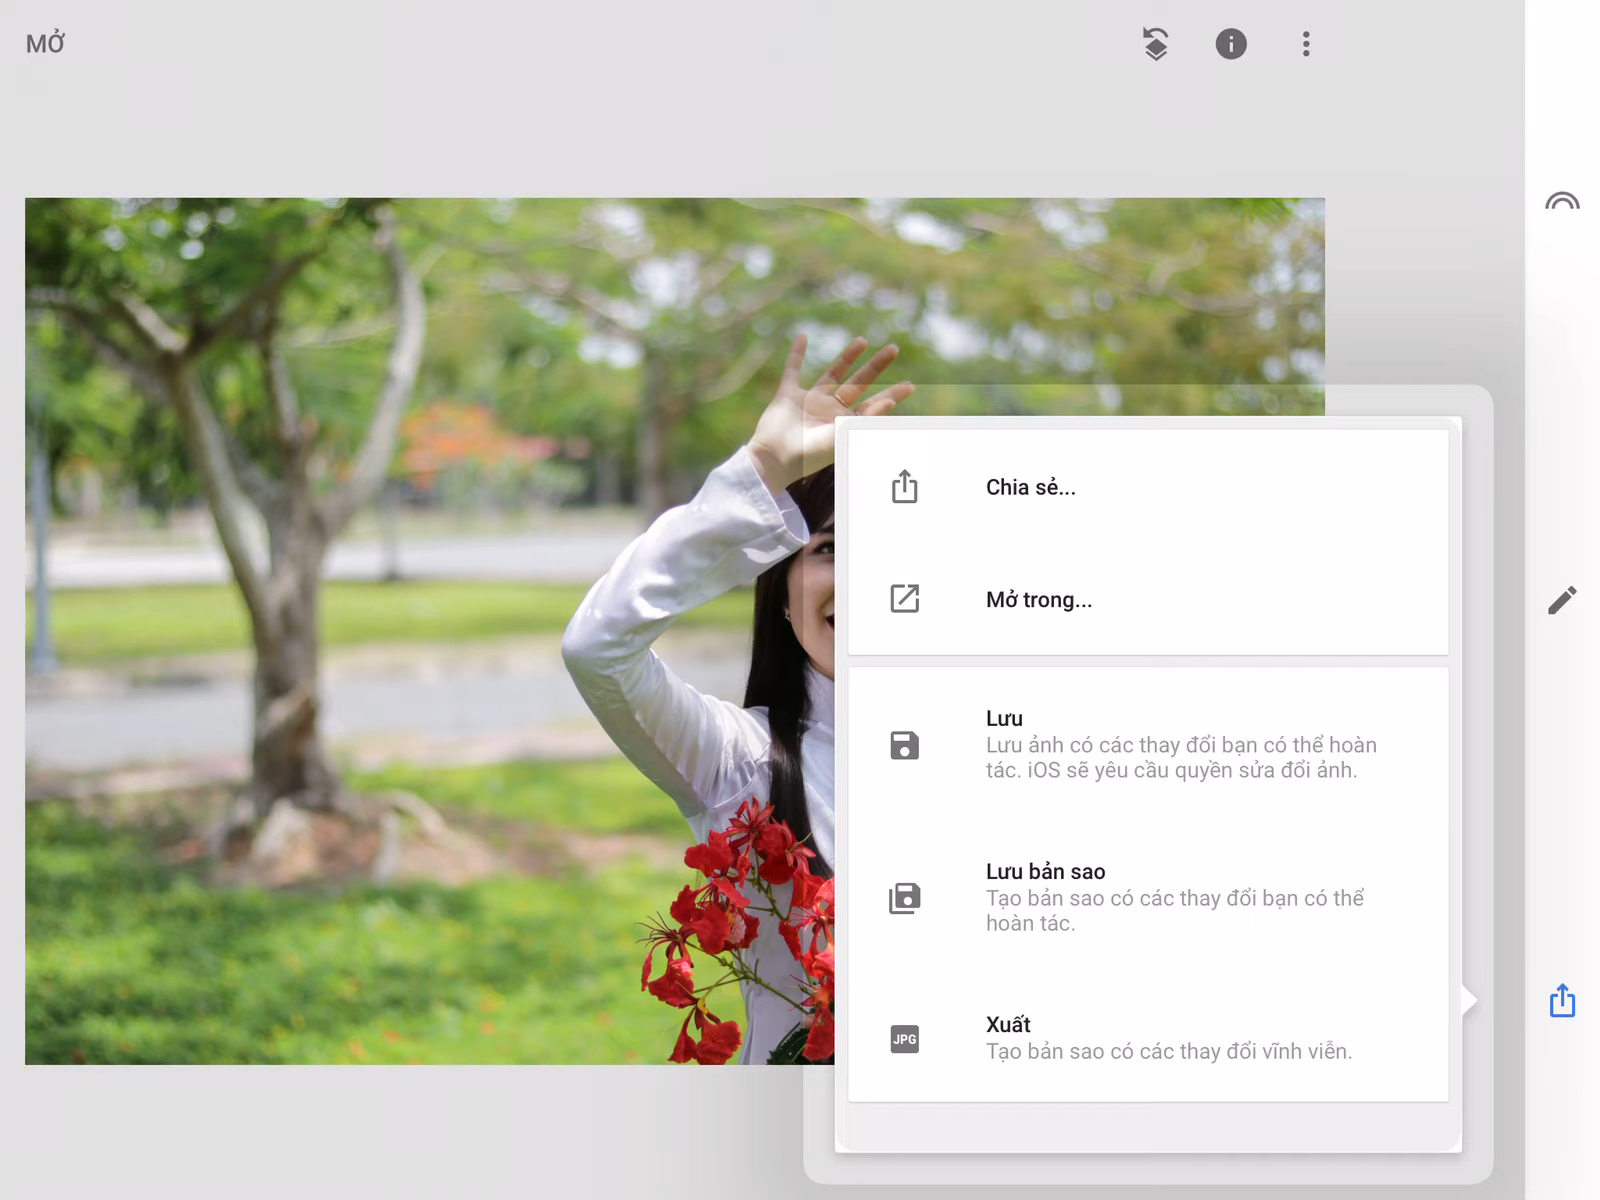 MỞ
Chia sẻ...
Mở trong...
Lưu
Lưu ảnh có các thay đổi bạn có thể hoàn
tác. iOS sẽ yêu cầu quyền sửa đổi ảnh.
Lưu bản sao
Tạo bản sao có các thay đổi bạn có thể
hoàn tác.
Xuất
JPG
Tạo bản sao có các thay đổi vĩnh viễn.